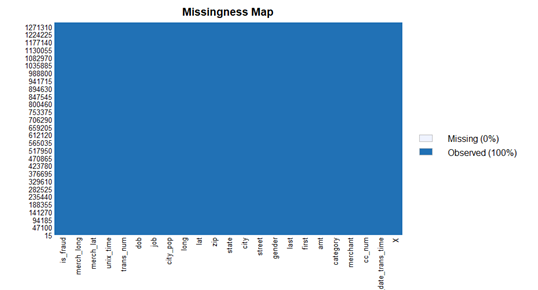 Missingness Map
1271310
1224225
1177140
1130055
1082970
1035885
988800
941715
894630
847545
800460
753375
706290
659205
612120
565035
517950
470865
423780
376695
329610
282525
235440
188355
141270
94185
47100
15
Missing (0%)
Observed (100%)
is_fraud
merch_long
merch_lat
unix_time
trans_num
dob
job
city_pop
long
lat
zip
state
city
street
gender
last
first
amt
category
merchant
cc_num
date_trans_time
X